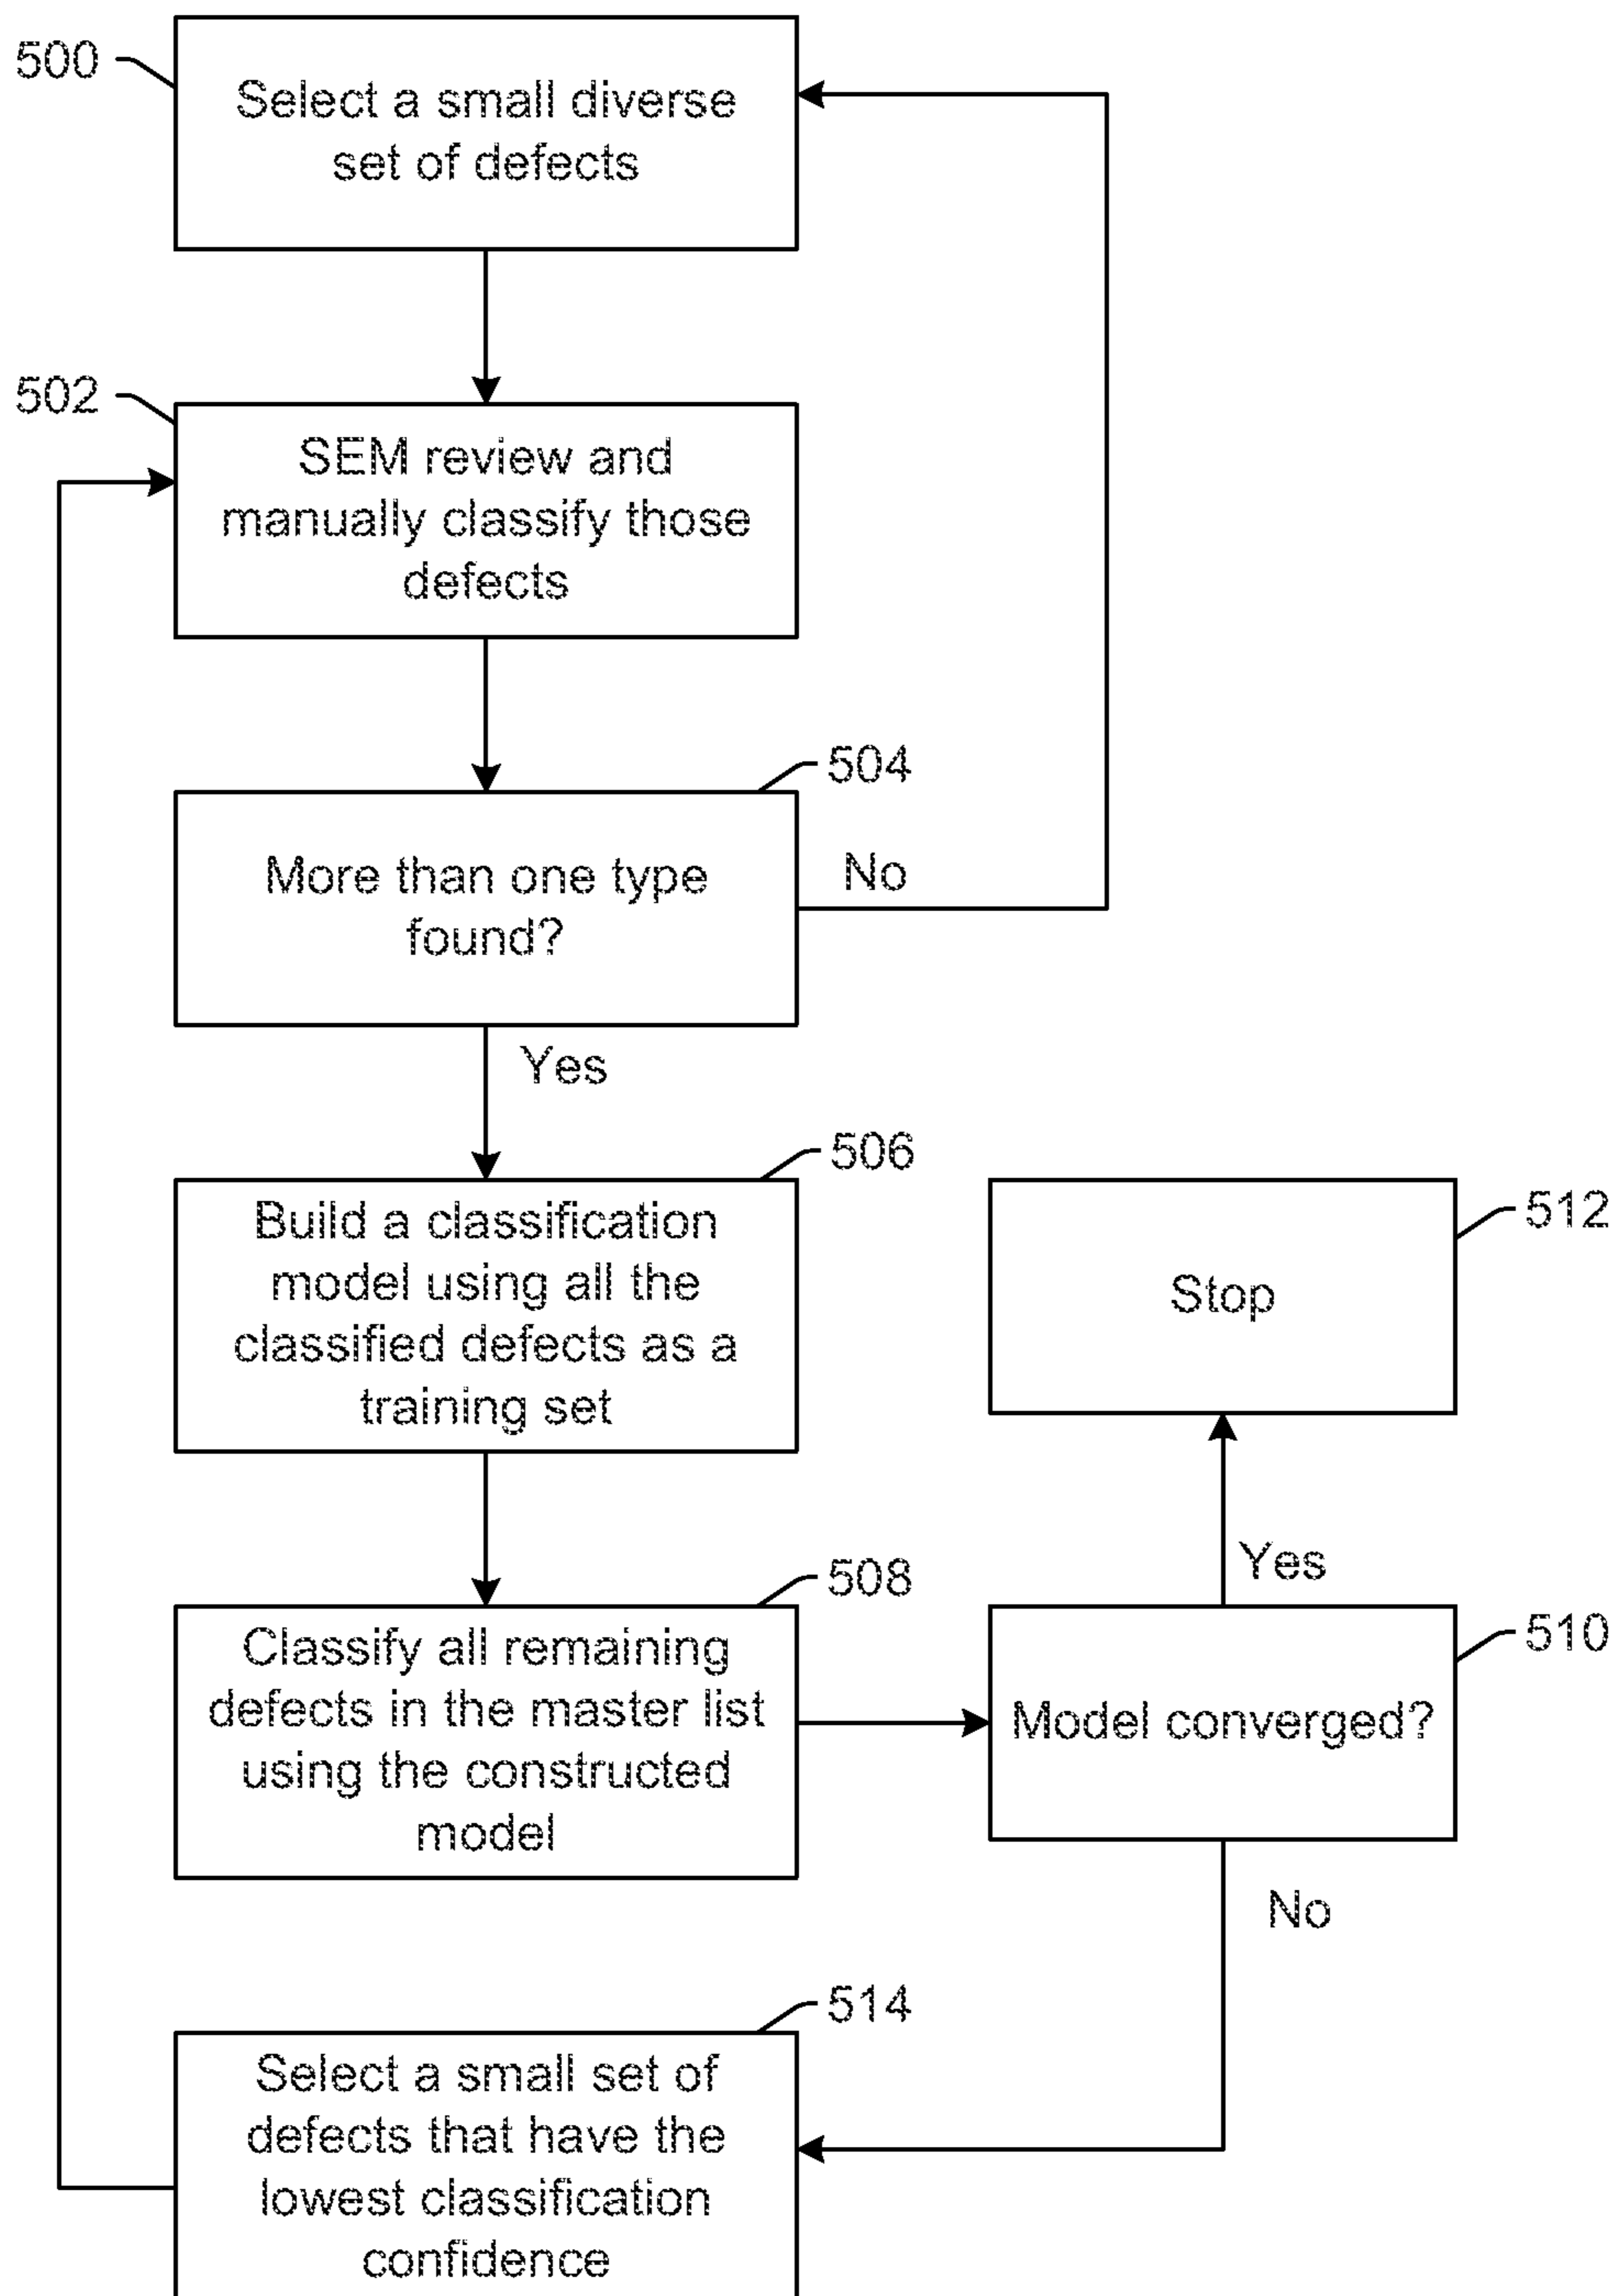 500
Select a small diverse
set of defects
502
SEM review and
manually classify those
defects
504
More than one type
found?
No
Yes
506
Build a classification
model using all the
classified defects as a
training set
512
Stop
508
Classify all remaining
defects in the master list
using the constructed
model
Yes
510
Model converged?
No
514
Select a small set of
defects that have the
lowest classification
confidence